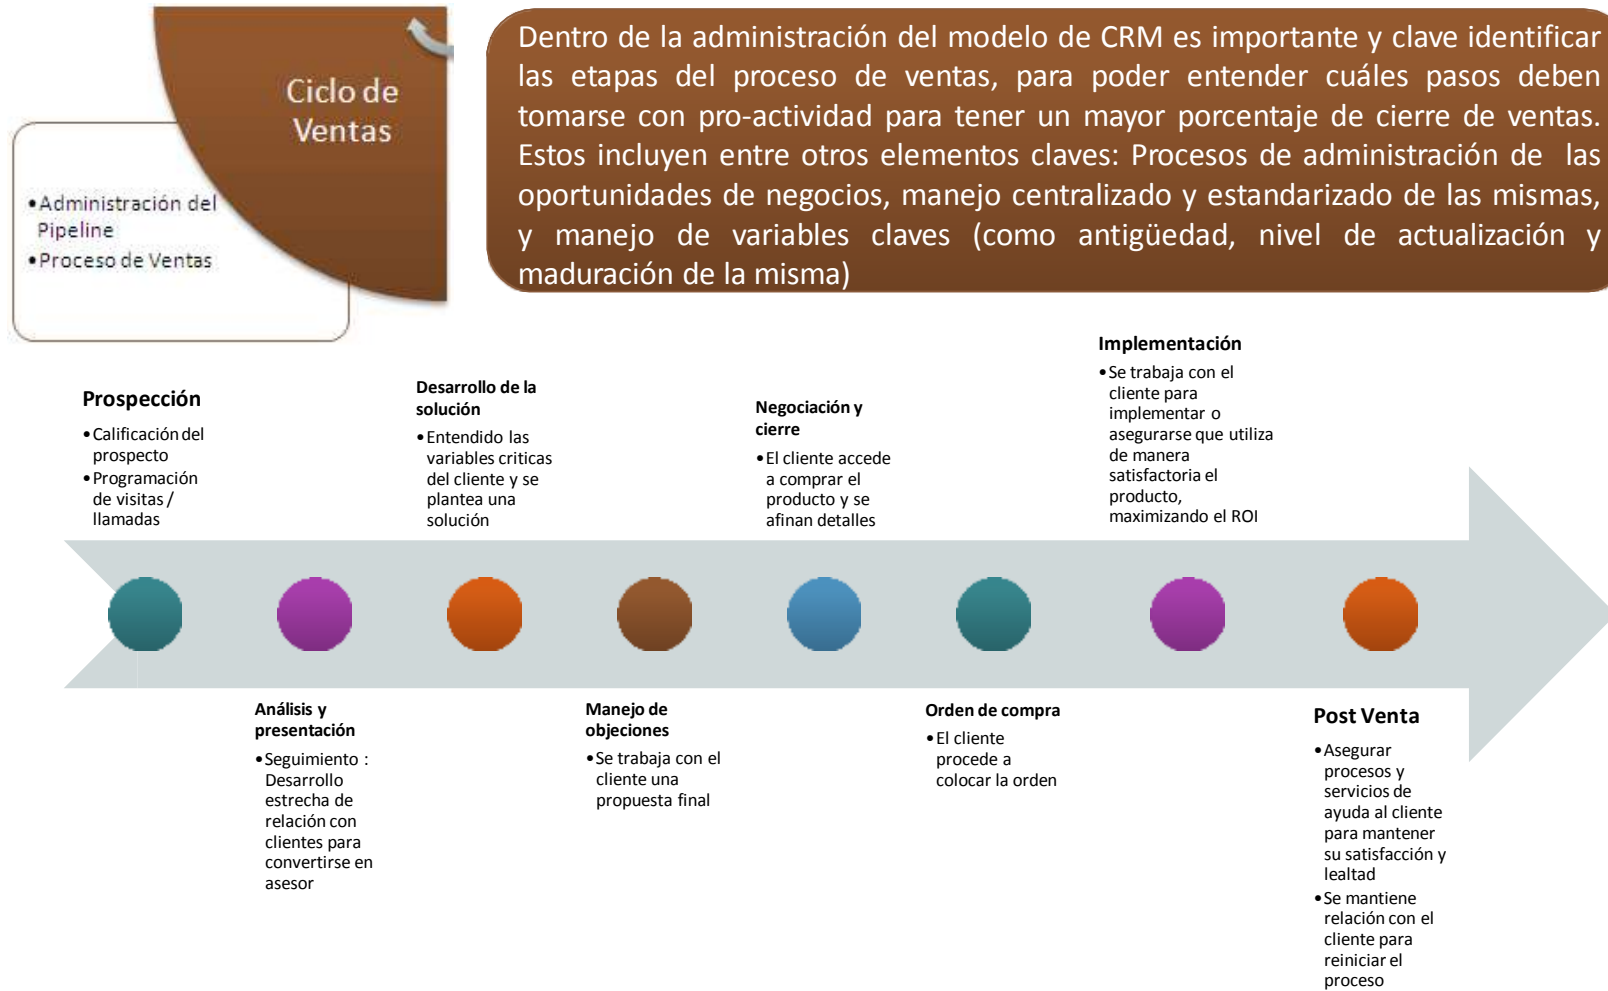 Ciclo de
Ventas
•Administración del
Pipeline
•Proceso de Ventas
Dentro de la administración del modelo de CRM es importante y clave identificar
las etapas del proceso de ventas, para poder entender cuáles pasos deben
tomarse con pro-actividad para tener un mayor porcentaje de cierre de ventas.
Estos incluyen entre otros elementos claves: Procesos de administración de las
oportunidades de negocios, manejo centralizado y estandarizado de las mismas,
y manejo de variables claves (como antigüedad, nivel de actualización y
maduración de la misma)
Prospección
•Calificación del
prospecto
•Programación
de visitas /
llamadas
Análisis y
presentación
•Seguimiento :
Desarrollo
estrecha de
relación con
clientes para
convertirse en
asesor
Desarrollo de la
solución
•Entendido las
variables criticas
del cliente y se
plantea una
solución
Manejo de
objeciones
•Se trabaja con el
cliente una
propuesta final
Negociación y
cierre
•El cliente accede
a comprar el
producto y se
afinan detalles
Orden de compra
•El cliente
procede a
colocar la orden
Implementación
•Se trabaja con el
cliente para
implementar o
asegurarse que utiliza
de manera
satisfactoria el
producto,
maximizando el ROI
Post Venta
•Asegurar
procesos y
servicios de
ayuda al cliente
para mantener
su satisfacción y
lealtad
•Se mantiene
relación con el
cliente para
reiniciar el
proceso